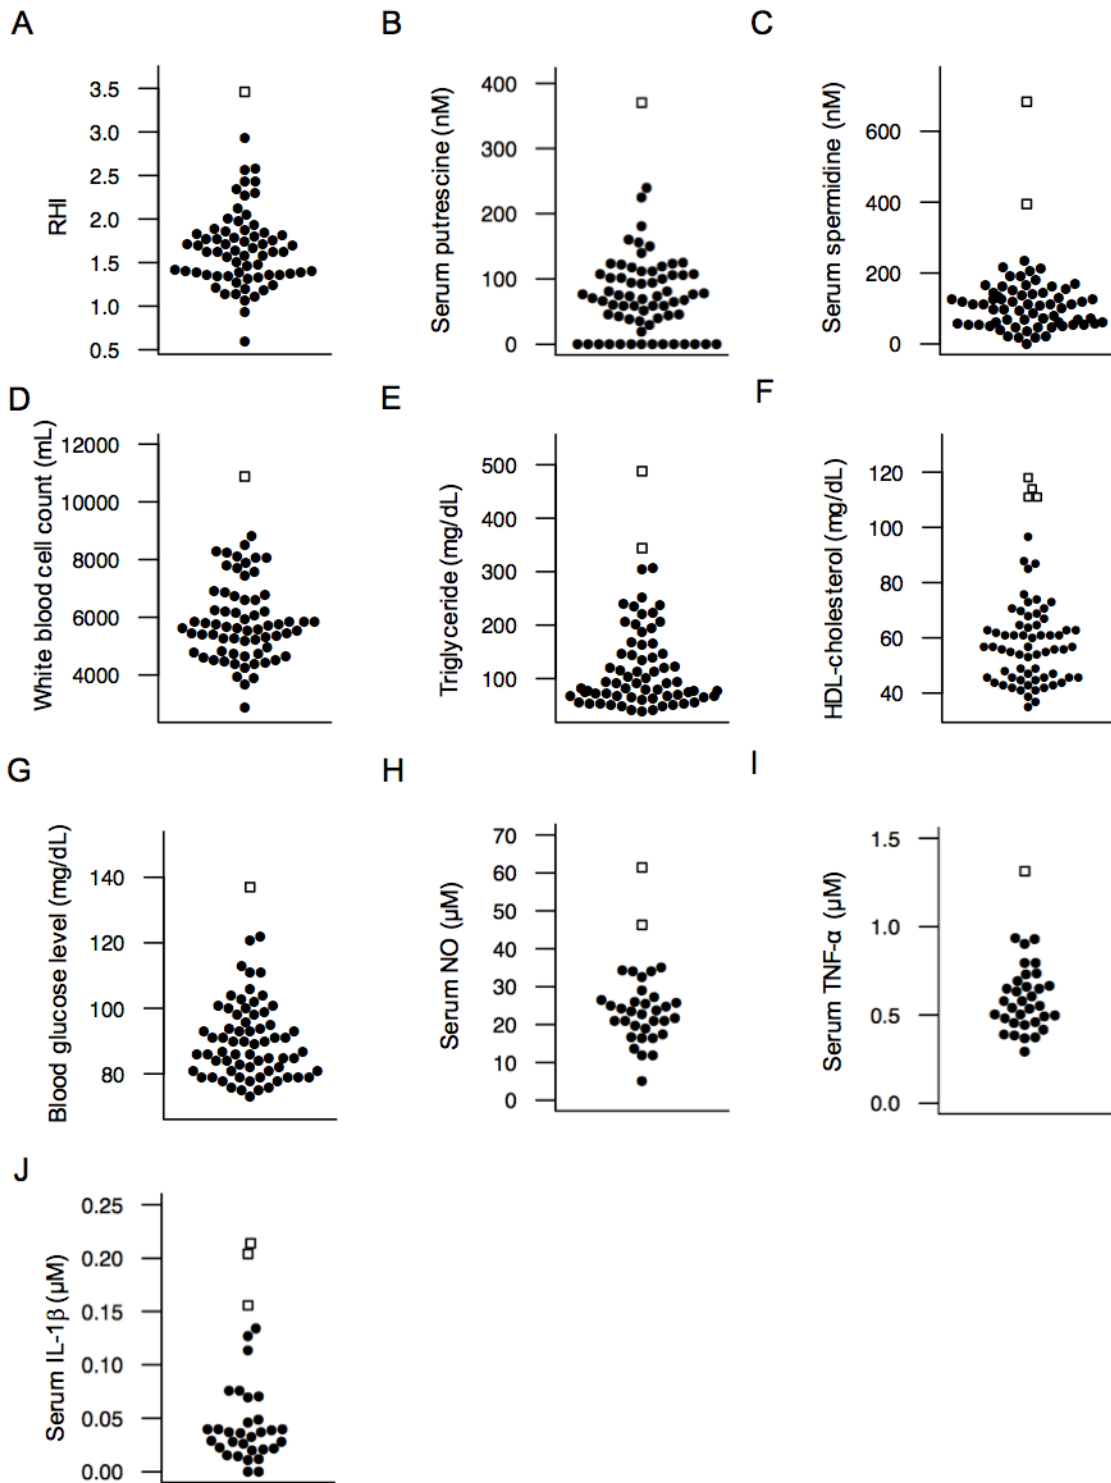 A
RHI
3.5
3.0
2.5
2.0
1.5
1.0
0.5
B
Serum putrescine (nM)
400
300
200
100
0
C
Serum spermidine (nM)
600
400
200
0
D
White blood cell count (mL)
12000
10000
8000
6000
4000
E
Triglyceride (mg/dL)
500
400
300
200
100
F
HDL-cholesterol (mg/dL)
120
100
80
60
40
G
Blood glucose level (mg/dL)
140
120
100
80
H
Serum NO (μM)
70
60
50
40
30
20
10
0
I
Serum TNF-α (μM)
1.5
1.0
0.5
0.0
J
Serum IL-1β (μM)
0.25
0.20
0.15
0.10
0.05
0.00